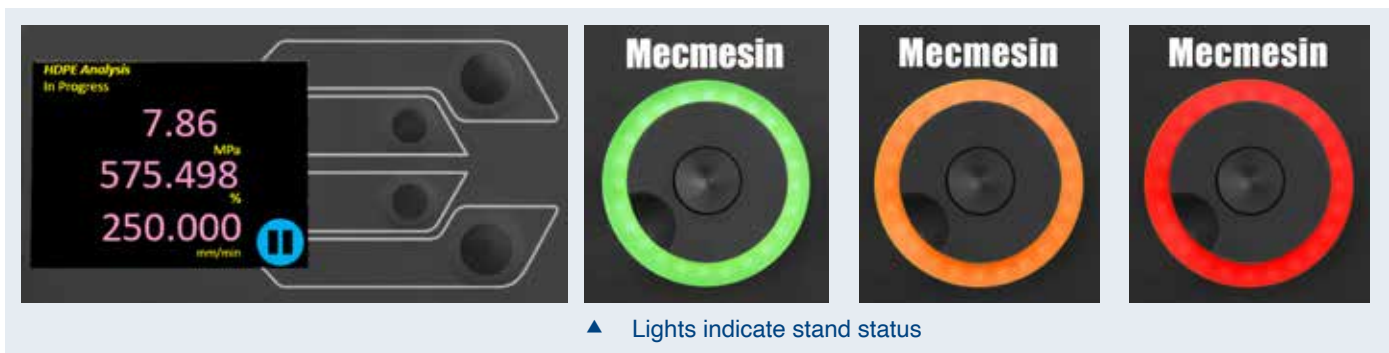 HDPE Analysis
In Progress
7.86
MPa
575.498
%
250.000
mm/min
Mecmesin
Mecmesin
Mecmesin
▲ Lights indicate stand status